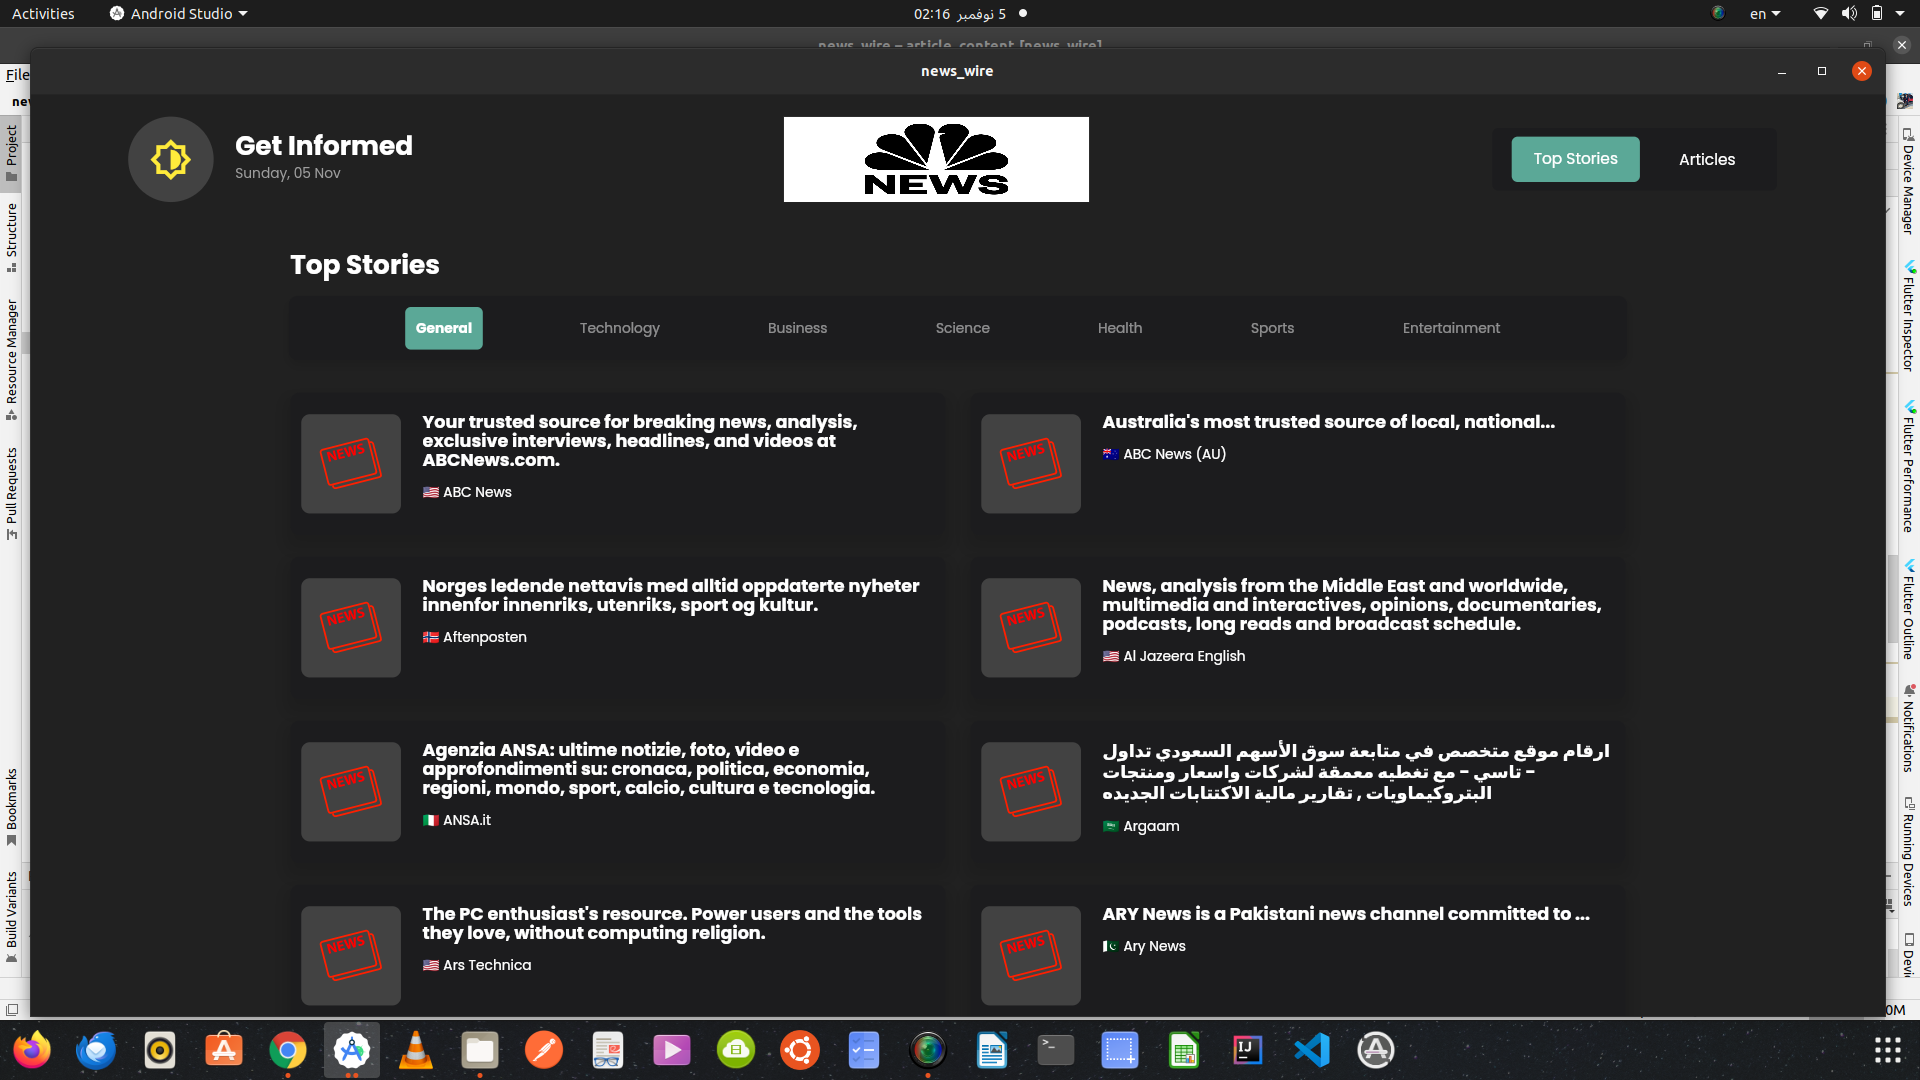 Activities
Android Studio
5 نوفمبر 02:16
en
news_wire – article_content [news_wire]
File
news_wire
nev
Get Informed
Sunday, 05 Nov
NEWS
Top Stories
Articles
Top Stories
General
Technology
Business
Science
Health
Sports
Entertainment
NEWS
Your trusted source for breaking news, analysis,
exclusive interviews, headlines, and videos at
ABCNews.com.
ABC News
NEWS
Australia's most trusted source of local, national...
ABC News (AU)
NEWS
Norges ledende nettavis med alltid oppdaterte nyheter
innenfor innenriks, utenriks, sport og kultur.
Aftenposten
NEWS
News, analysis from the Middle East and worldwide,
multimedia and interactives, opinions, documentaries,
podcasts, long reads and broadcast schedule.
Al Jazeera English
NEWS
Agenzia ANSA: ultime notizie, foto, video e
approfondimenti su: cronaca, politica, economia,
regioni, mondo, sport, calcio, cultura e tecnologia.
ANSA.it
NEWS
ارقام موقع متخصص في متابعة سوق الأسهم السعودي تداول
- تاسي - مع تغطيه معمقة لشركات واسعار ومنتجات
البتروكيماويات , تقارير مالية الاكتتابات الجديده
Argaam
NEWS
The PC enthusiast's resource. Power users and the tools
they love, without computing religion.
Ars Technica
NEWS
ARY News is a Pakistani news channel committed to ...
Ary News
Project
Structure
Resource Manager
Pull Requests
Bookmarks
Build Variants
Device Manager
Flutter Inspector
Flutter Performance
Flutter Outline
Notifications
Running Devices
Devi
0M